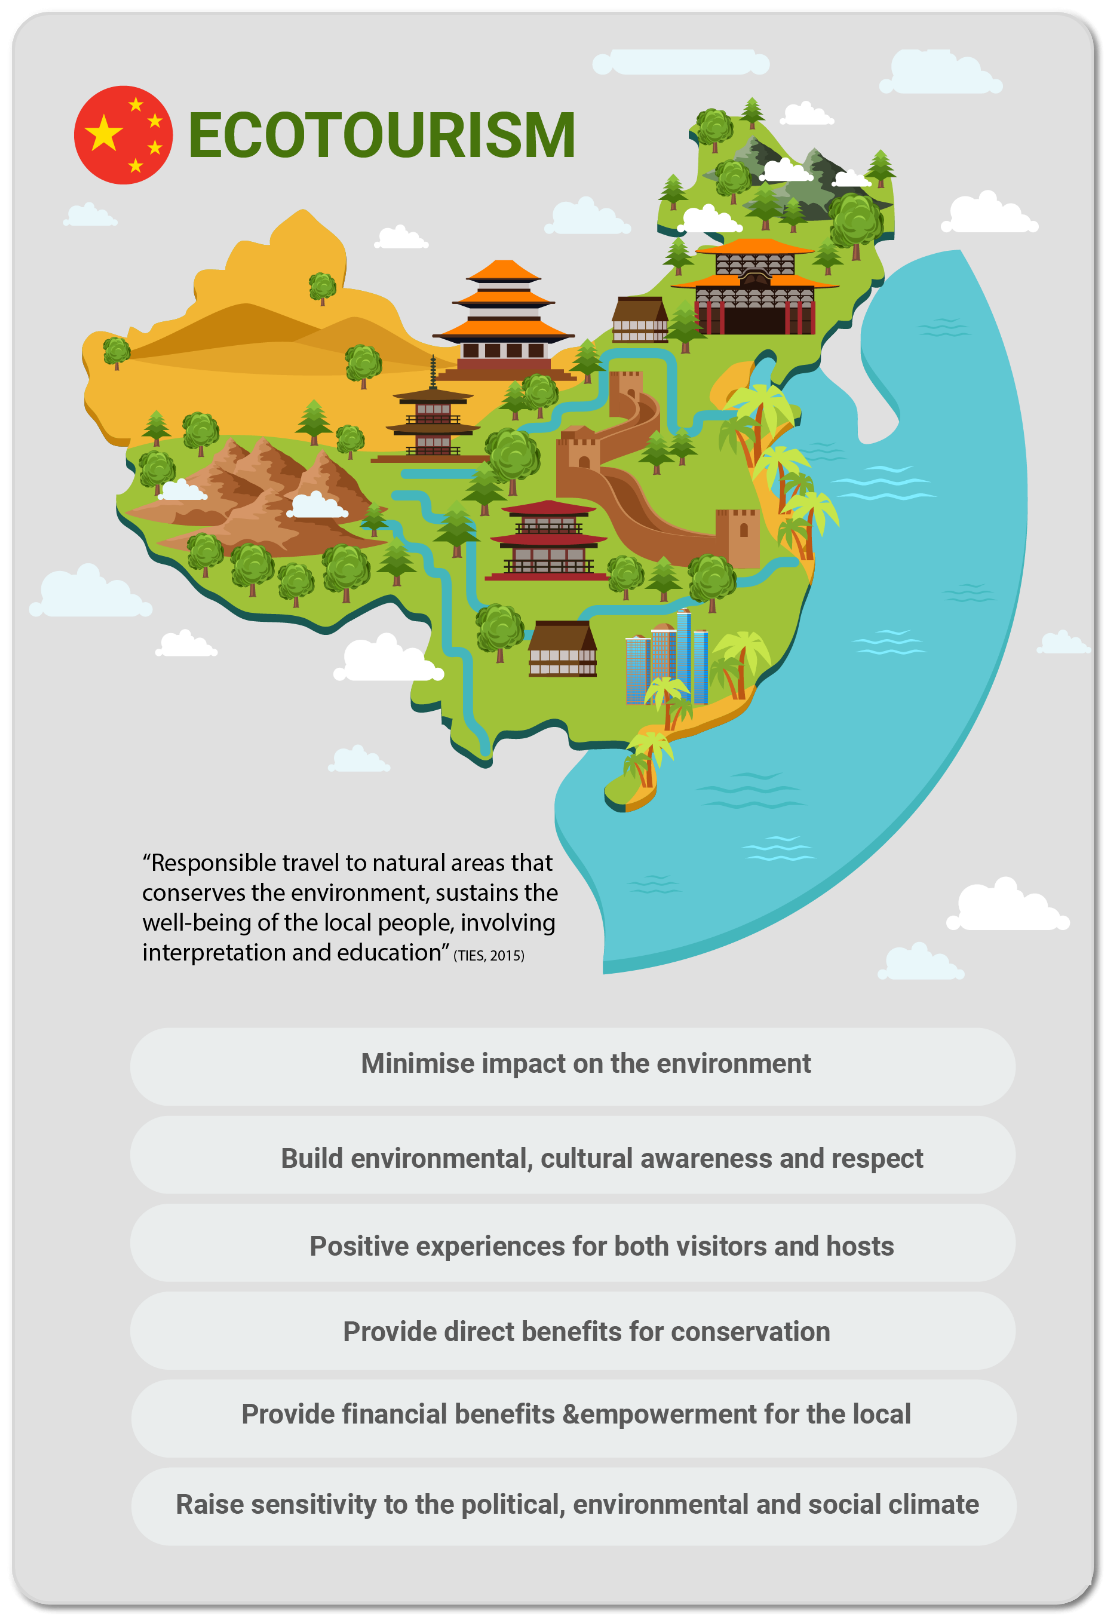 ECOTOURISM
“Responsible travel to natural areas that
conserves the environment, sustains the
well-being of the local people, involving
interpretation and education” (TIES, 2015)
Minimise impact on the environment
Build environmental, cultural awareness and respect
Positive experiences for both visitors and hosts
Provide direct benefits for conservation
Provide financial benefits &empowerment for the local
Raise sensitivity to the political, environmental and social climate